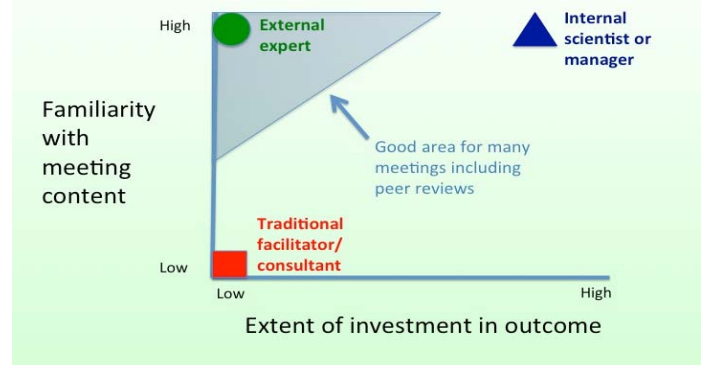 High
External
expert
Internal
scientist or
manager
Familiarity
with
meeting
content
Good area for many
meetings including
peer reviews
Traditional
facilitator/
consultant
Low
Low
High
Extent of investment in outcome